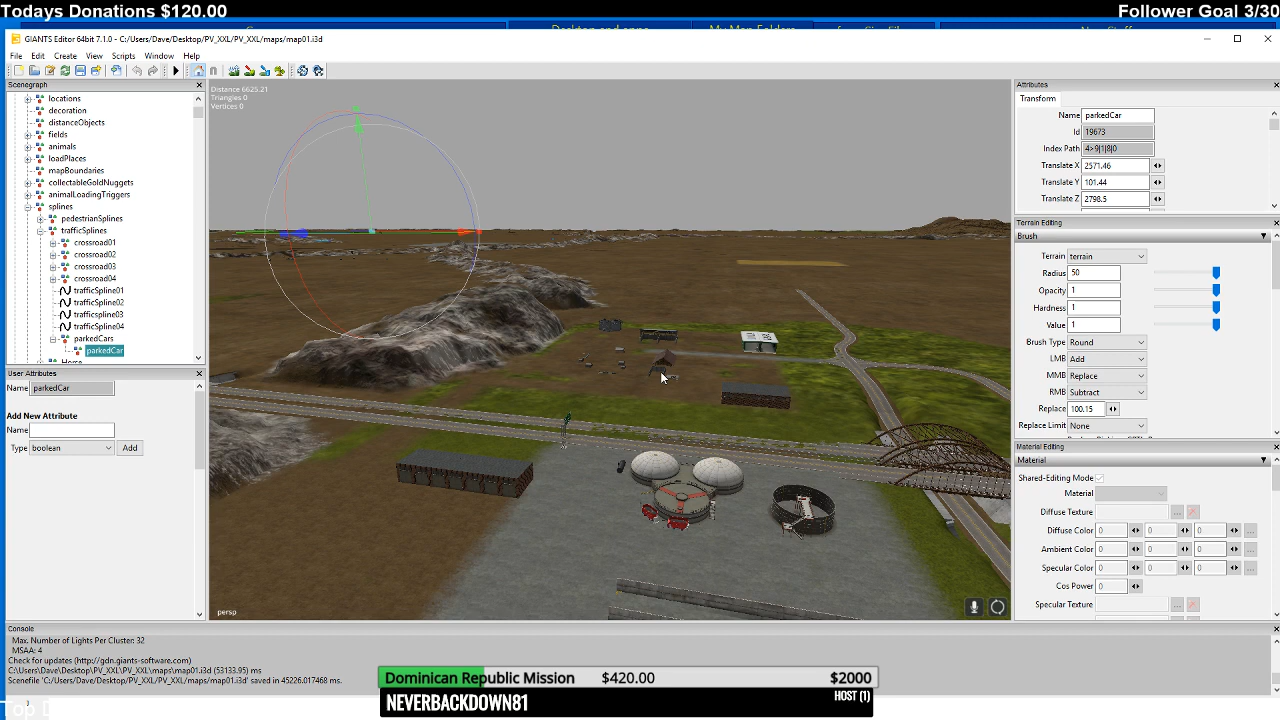 Todays Donations $120.00
Follower Goal 3/30
GIANTS Editor 64bit 7.1.0 - C:/Users/Dave/Desktop/PV_XXL/PV_XXL/maps/map01.i3d
File Edit Create View Scripts Window Help
Scenegraph
locations
decoration
distanceObjects
fields
animals
loadPlaces
mapBoundaries
collectableGoldNuggets
animalLoadingTriggers
splines
pedestrianSplines
trafficSplines
crossroad01
crossroad02
crossroad03
crossroad04
trafficSpline01
trafficSpline02
trafficspline03
trafficSpline04
parkedCars
parkedCar
User Attributes
Name parkedCar
Add New Attribute
Name
Type boolean Add
Distance 6625.21
Triangles 0
Vertices 0
persp
Attributes
Transform
Name parkedCar
Id 19673
Index Path 4>9|1|8|0
Translate X 2571.46
Translate Y 101.44
Translate Z 2798.5
Terrain Editing
Brush
Terrain terrain
Radius 50
Opacity 1
Hardness 1
Value 1
Brush Type Round
LMB Add
MMB Replace
RMB Subtract
Replace 100.15
Replace Limit None
Material Editing
Material
Shared-Editing Mode
Material
Diffuse Texture ...
Diffuse Color 0 0 0 ...
Ambient Color 0 0 0 ...
Specular Color 0 0 0 ...
Cos Power 0
Specular Texture ...
Console
Max. Number of Lights Per Cluster: 32
MSAA: 4
Check for updates (http://gdn.giants-software.com)
C:\Users\Dave\Desktop\PV_XXL\PV_XXL\maps\map01.i3d (53133.95) ms
Scenefile 'C:/Users/Dave/Desktop/PV_XXL/PV_XXL/maps/map01.i3d' saved in 45226.017468 ms.
Dominican Republic Mission $420.00 $2000
NEVERBACKDOWN81 HOST (1)
Top D